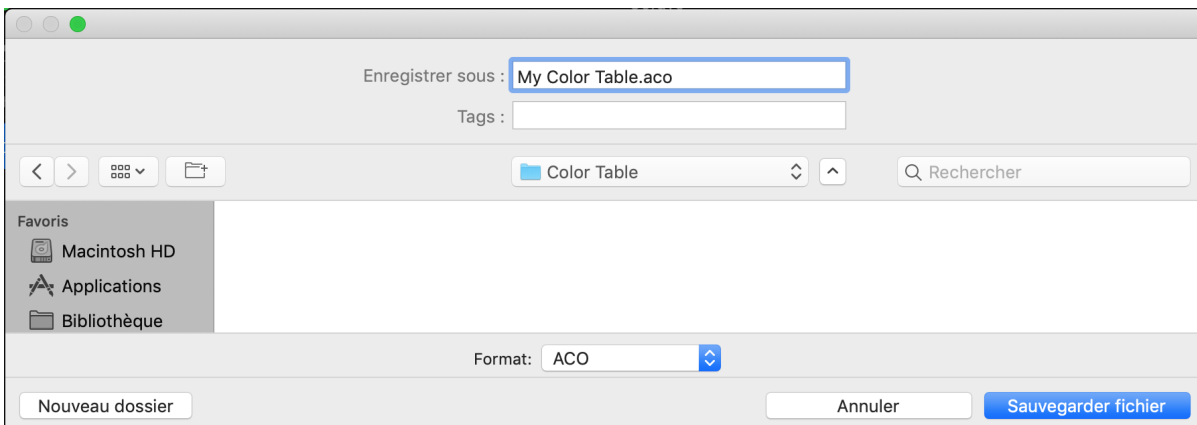 Enregistrer sous : My Color Table.aco
Tags :
Color Table
Rechercher
Favoris
Macintosh HD
Applications
Bibliothèque
Format: ACO
Nouveau dossier
Annuler
Sauvegarder fichier